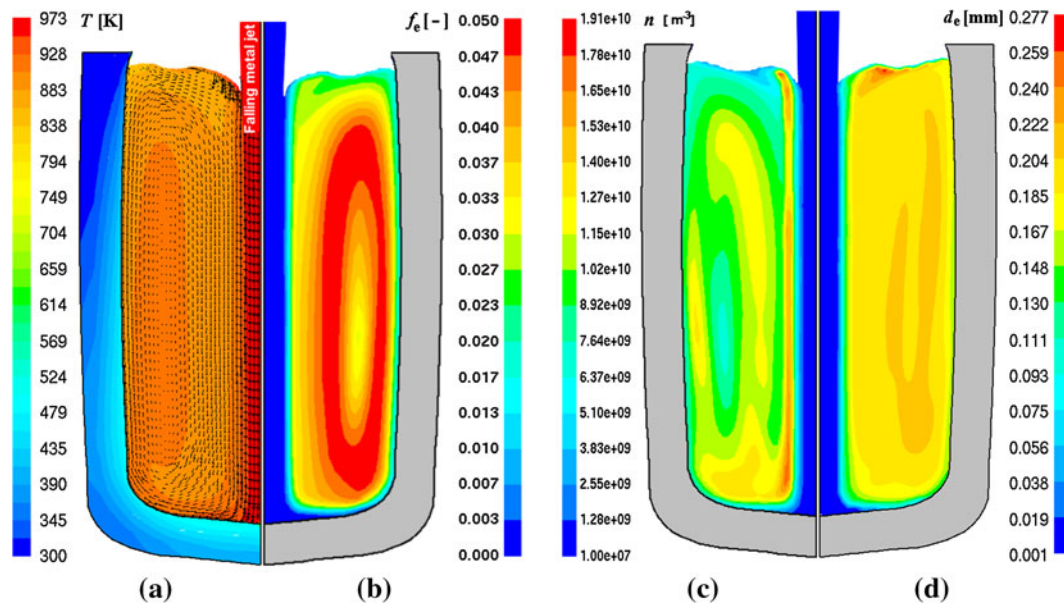 T [K]
973
928
883
838
794
749
704
659
614
569
524
479
435
390
345
300
Falling metal jet
fe [-]
0.050
0.047
0.043
0.040
0.037
0.033
0.030
0.027
0.023
0.020
0.017
0.013
0.010
0.007
0.003
0.000
n [m-3]
1.91e+10
1.78e+10
1.66e+10
1.53e+10
1.40e+10
1.27e+10
1.15e+10
1.02e+10
8.92e+09
7.64e+09
6.37e+09
5.10e+09
3.83e+09
2.55e+09
1.28e+09
1.00e+07
de [mm]
0.277
0.259
0.240
0.222
0.204
0.185
0.167
0.148
0.130
0.111
0.093
0.075
0.056
0.038
0.019
0.001
(a)
(b)
(c)
(d)